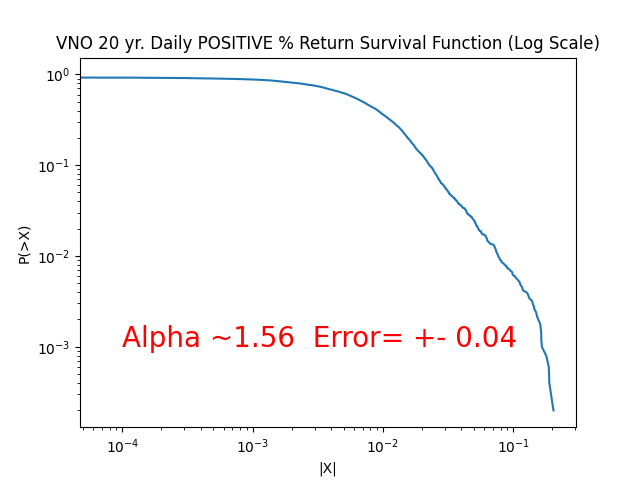 VNO 20 yr. Daily POSITIVE % Return Survival Function (Log Scale)
10⁰
10⁻¹
10⁻²
10⁻³
P(>X)
Alpha ~1.56  Error= +- 0.04
10⁻⁴
10⁻³
10⁻²
10⁻¹
|X|